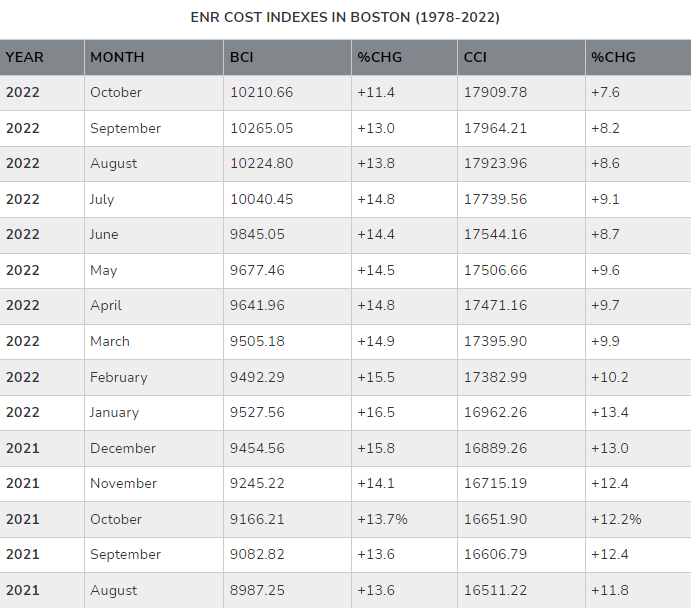 ENR COST INDEXES IN BOSTON (1978-2022)
YEAR MONTH BCI %CHG CCI %CHG
2022 October 10210.66 +11.4 17909.78 +7.6
2022 September 10265.05 +13.0 17964.21 +8.2
2022 August 10224.80 +13.8 17923.96 +8.6
2022 July 10040.45 +14.8 17739.56 +9.1
2022 June 9845.05 +14.4 17544.16 +8.7
2022 May 9677.46 +14.5 17506.66 +9.6
2022 April 9641.96 +14.8 17471.16 +9.7
2022 March 9505.18 +14.9 17395.90 +9.9
2022 February 9492.29 +15.5 17382.99 +10.2
2022 January 9527.56 +16.5 16962.26 +13.4
2021 December 9454.56 +15.8 16889.26 +13.0
2021 November 9245.22 +14.1 16715.19 +12.4
2021 October 9166.21 +13.7% 16651.90 +12.2%
2021 September 9082.82 +13.6 16606.79 +12.4
2021 August 8987.25 +13.6 16511.22 +11.8